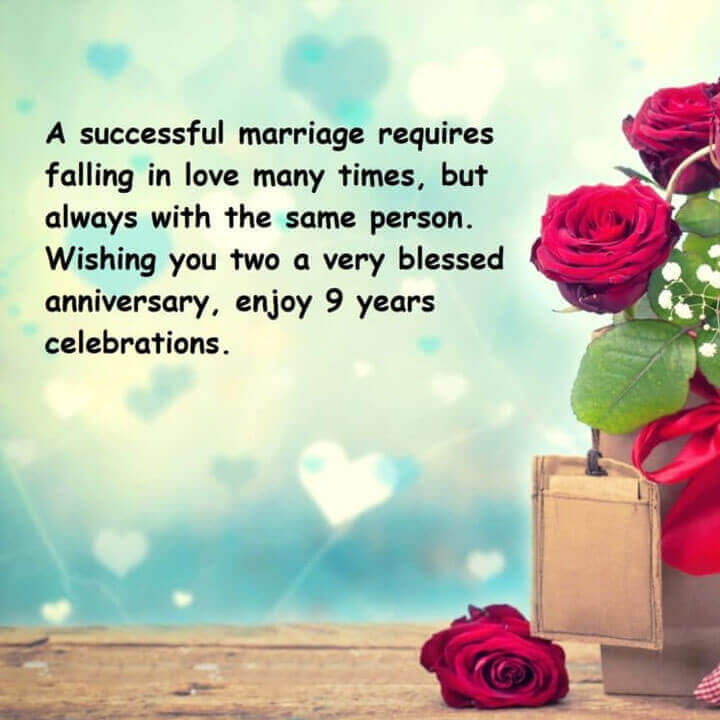 A successful marriage requires
falling in love many times, but
always with the same person.
Wishing you two a very blessed
anniversary, enjoy 9 years
celebrations.